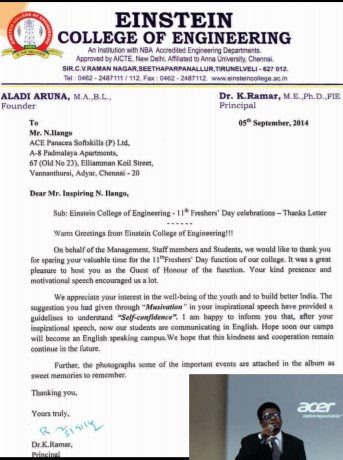 EINSTEIN
COLLEGE OF ENGINEERING
An Institution with NBA Accredited Engineering Departments.
Approved by AICTE, New Delhi, Affiliated to Anna University, Chennai.
SIR.C.V.RAMAN NAGAR,SEETHAPARPANALLUR,TIRUNELVELI - 627 012.
Tel : 0462 - 2487111 / 112, Fax : 0462 - 2487112. www.einsteincollege.ac.in
ALADI ARUNA, M.A.,B.L.,
Founder
Dr. K.Ramar, M.E.,Ph.D.,FIE
Principal
05th September, 2014
To
Mr. N.Ilango
ACE Panacea Softskills (P) Ltd,
A-8 Padmalaya Apartments,
67 (Old No 23), Elliamman Koil Street,
Vannanthurai, Adyar, Chennai - 20
Dear Mr. Inspiring N. Ilango,
Sub: Einstein College of Engineering - 11th Freshers' Day celebrations – Thanks Letter
Warm Greetings from Einstein College of Engineering!!!
On behalf of the Management, Staff members and Students, we would like to thank you
for sparing your valuable time for the 11thFreshers'Day function of our college. It was a great
pleasure to host you as the Guest of Honour of the function. Your kind presence and
motivational speech encouraged us a lot.
We appreciate your interest in the well-being of the youth and to build better India. The
suggestion you had given through "Musivation" in your inspirational speech have provided a
guidelines to understand "Self-confidence". I am happy to inform you that, after your
inspirational speech, now our students are communicating in English. Hope soon our camps
will become an English speaking campus.We hope that this kindness and cooperation remain
continue in the future.
Further, the photographs some of the important events are attached in the album as
sweet memories to remember.
Thanking you,
Yours truly,
Dr.K.Ramar,
Principal
acer
explore beyond limits